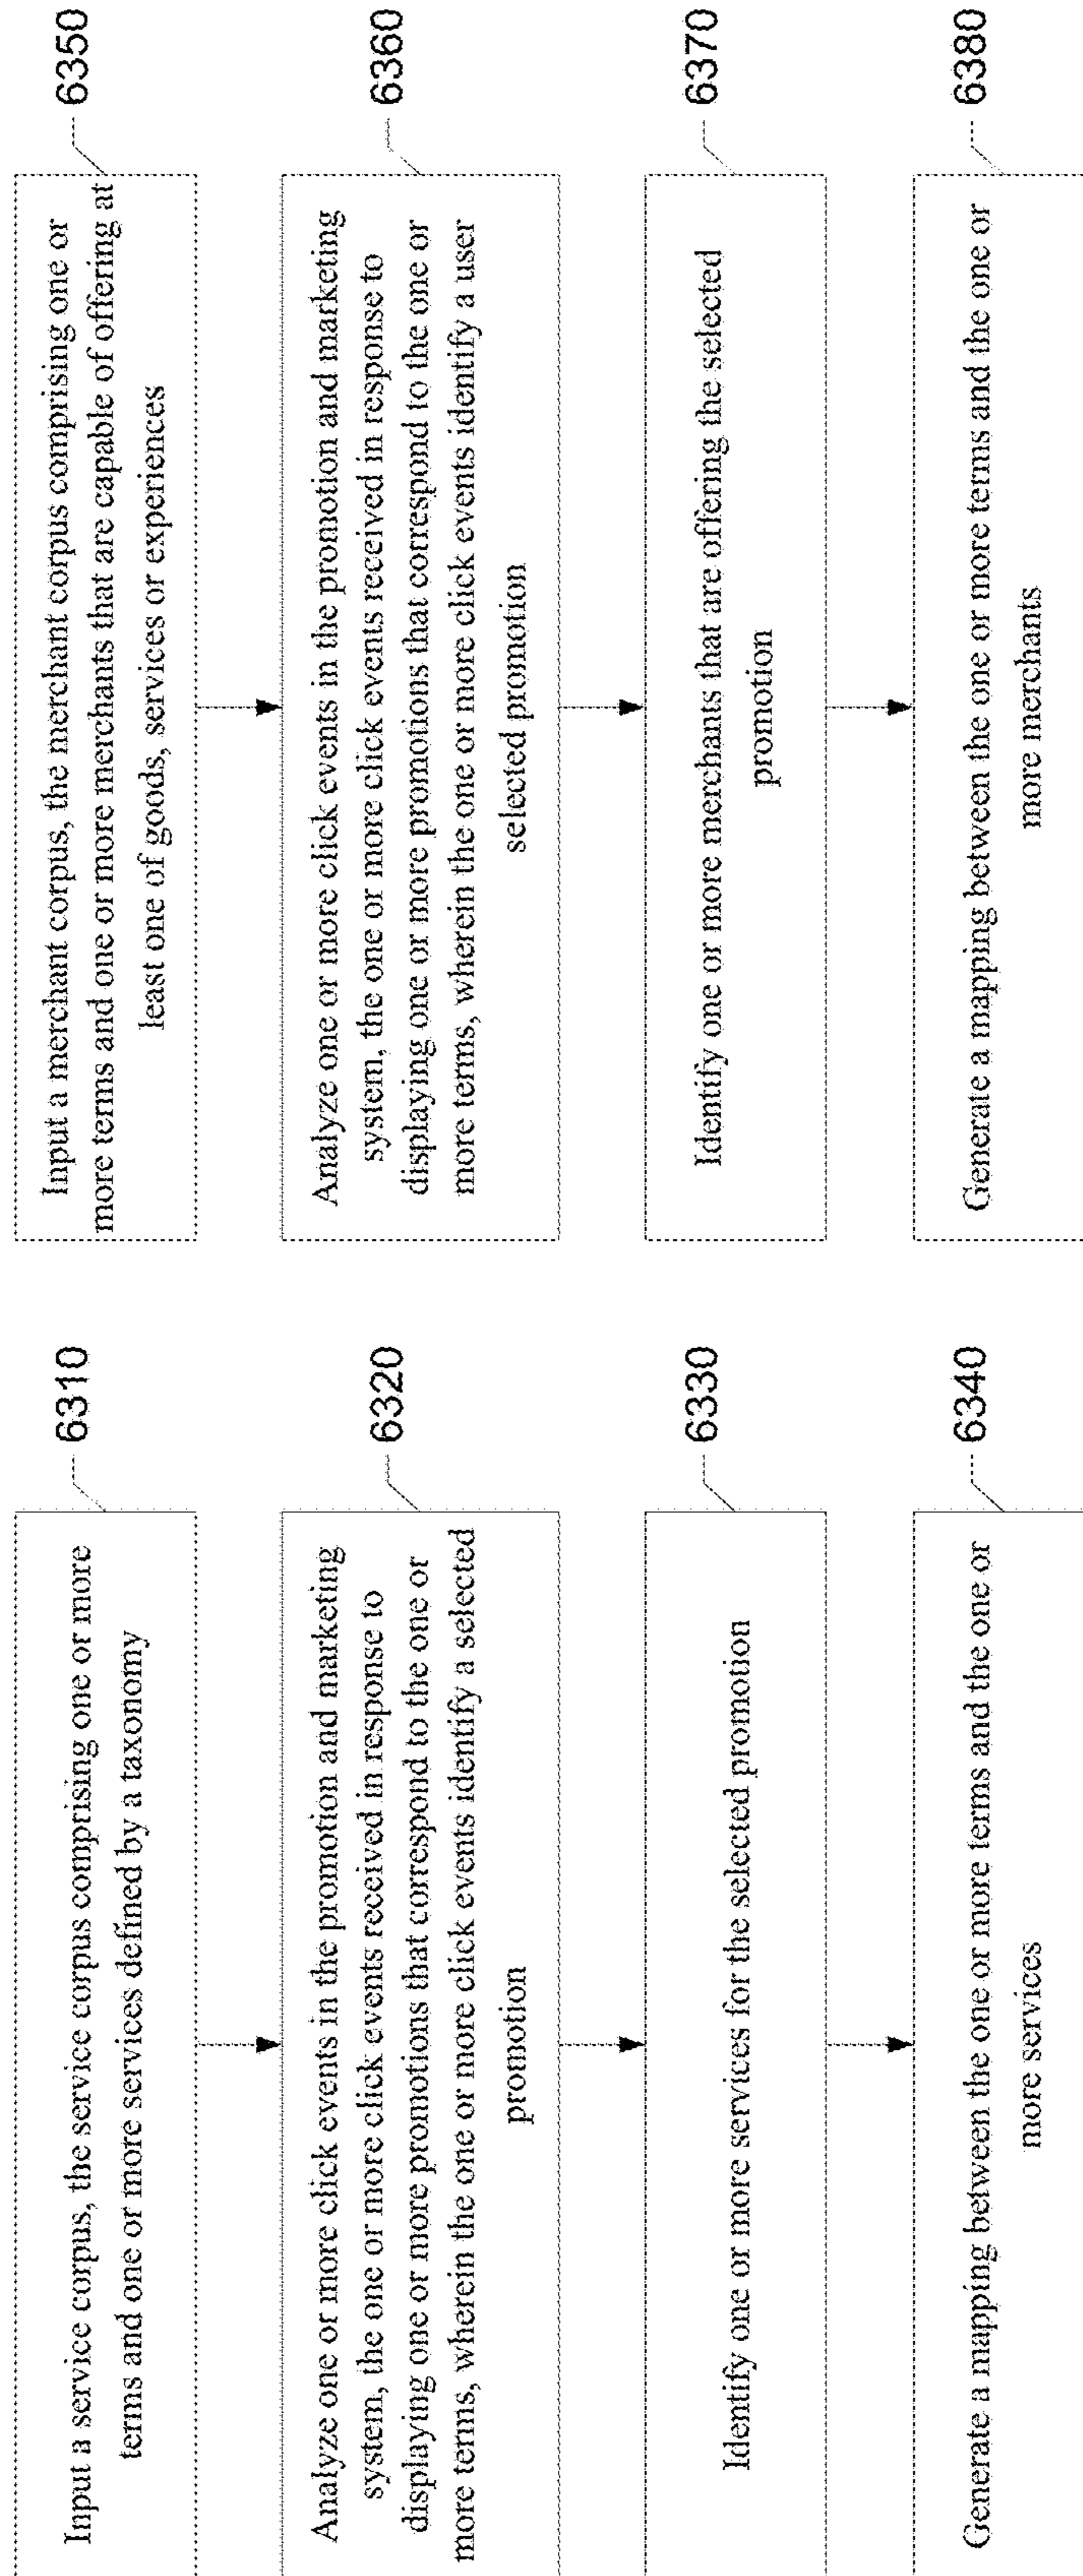 Input a service corpus, the service corpus comprising one or more
terms and one or more services defined by a taxonomy
6310
Analyze one or more click events in the promotion and marketing
system, the one or more click events received in response to
displaying one or more promotions that correspond to the one or
more terms, wherein the one or more click events identify a selected
promotion
6320
Identify one or more services for the selected promotion
6330
Generate a mapping between the one or more terms and the one or
more services
6340
Input a merchant corpus, the merchant corpus comprising one or
more terms and one or more merchants that are capable of offering at
least one of goods, services or experiences
6350
Analyze one or more click events in the promotion and marketing
system, the one or more click events received in response to
displaying one or more promotions that correspond to the one or
more terms, wherein the one or more click events identify a user
selected promotion
6360
Identify one or more merchants that are offering the selected
promotion
6370
Generate a mapping between the one or more terms and the one or
more merchants
6380